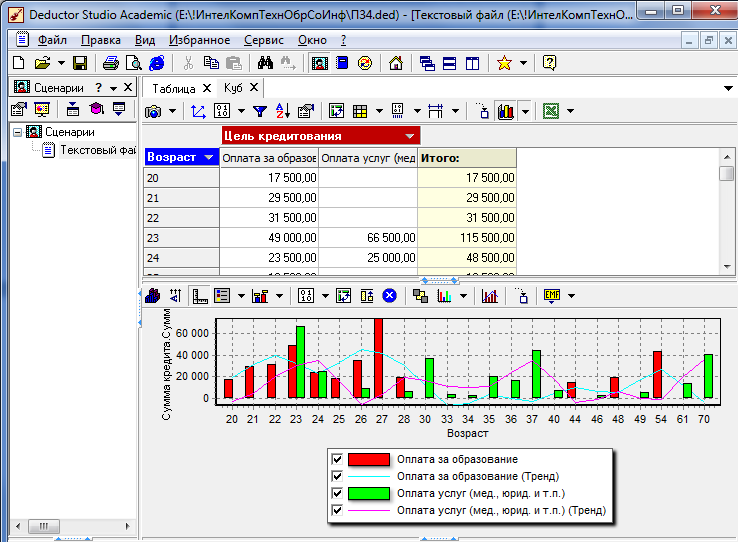 Deductor Studio Academic (E:\!ИнтелКомпТехнОбрСоИнф\П34.ded) - [Текстовый файл (E:\!ИнтелКомпТехнО...
Файл Правка Вид Избранное Сервис Окно ?
Сценарии ?
Таблица Куб
Сценарии
Текстовый фай
Цель кредитования
Возраст Оплата за образов Оплата услуг (мед Итого:
20 17 500,00 17 500,00
21 29 500,00 29 500,00
22 31 500,00 31 500,00
23 49 000,00 66 500,00 115 500,00
24 23 500,00 25 000,00 48 500,00
EMF
Сумма кредита.Сумм
60 000
40 000
20 000
0
20 21 22 23 24 25 26 27 28 30 33 34 35 36 37 40 44 46 48 49 54 61 70
Возраст
Оплата за образование
Оплата за образование (Тренд)
Оплата услуг (мед., юрид. и т.п.)
Оплата услуг (мед., юрид. и т.п.) (Тренд)